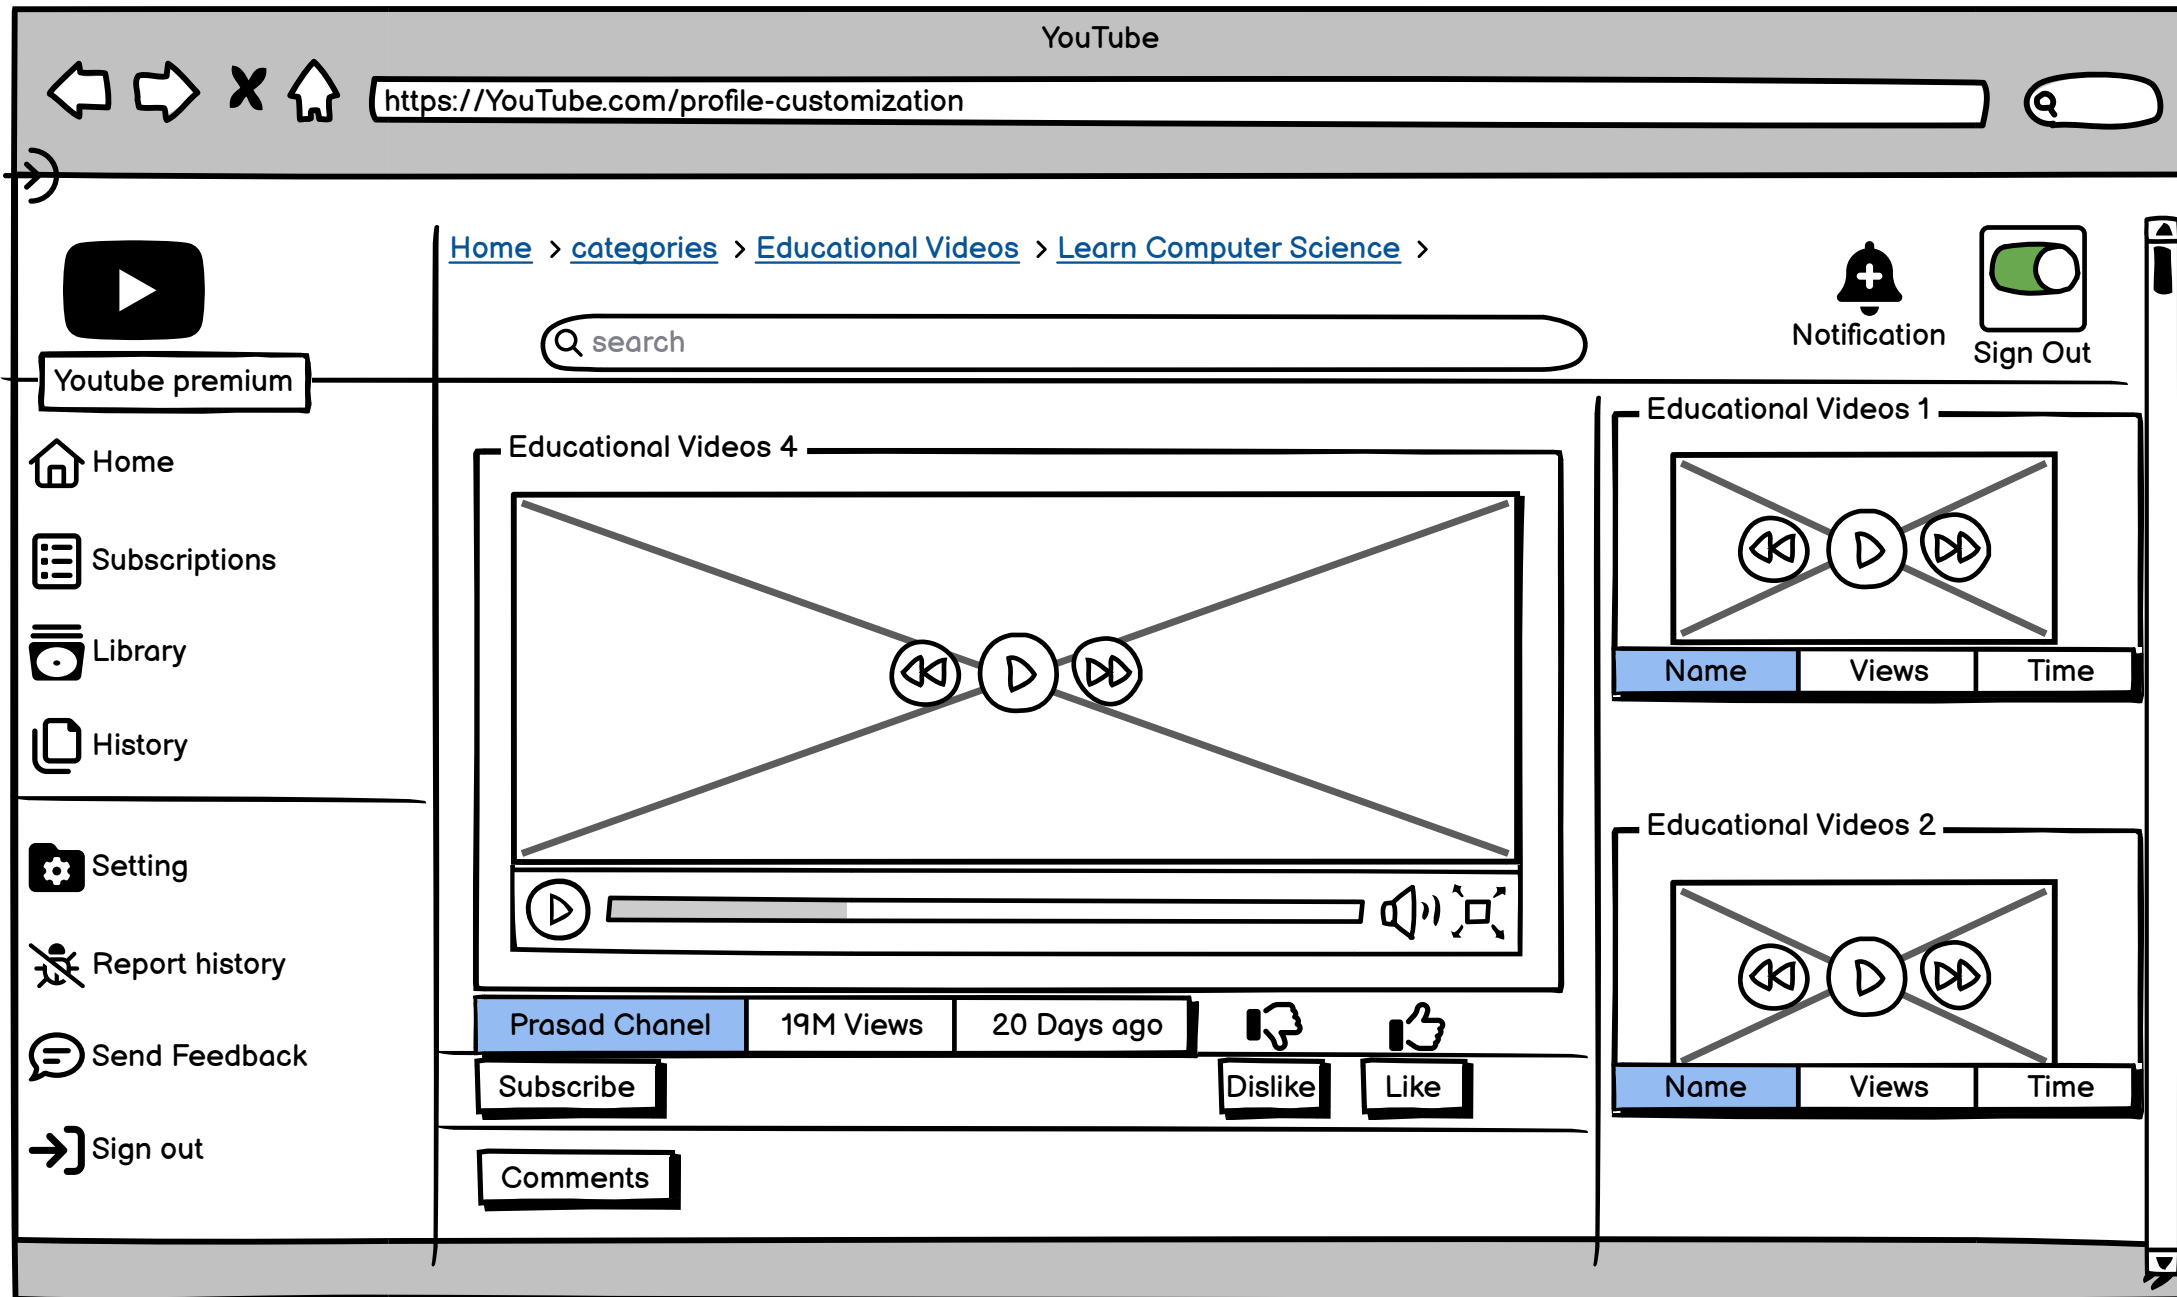 YouTube
https://YouTube.com/profile-customization
Home > categories > Educational Videos > Learn Computer Science >
search
Notification
Sign Out
Youtube premium
Home
Subscriptions
Library
History
Setting
Report history
Send Feedback
Sign out
Educational Videos 4
Prasad Chanel 19M Views 20 Days ago
Subscribe
Dislike
Like
Comments
Educational Videos 1
Name Views Time
Educational Videos 2
Name Views Time